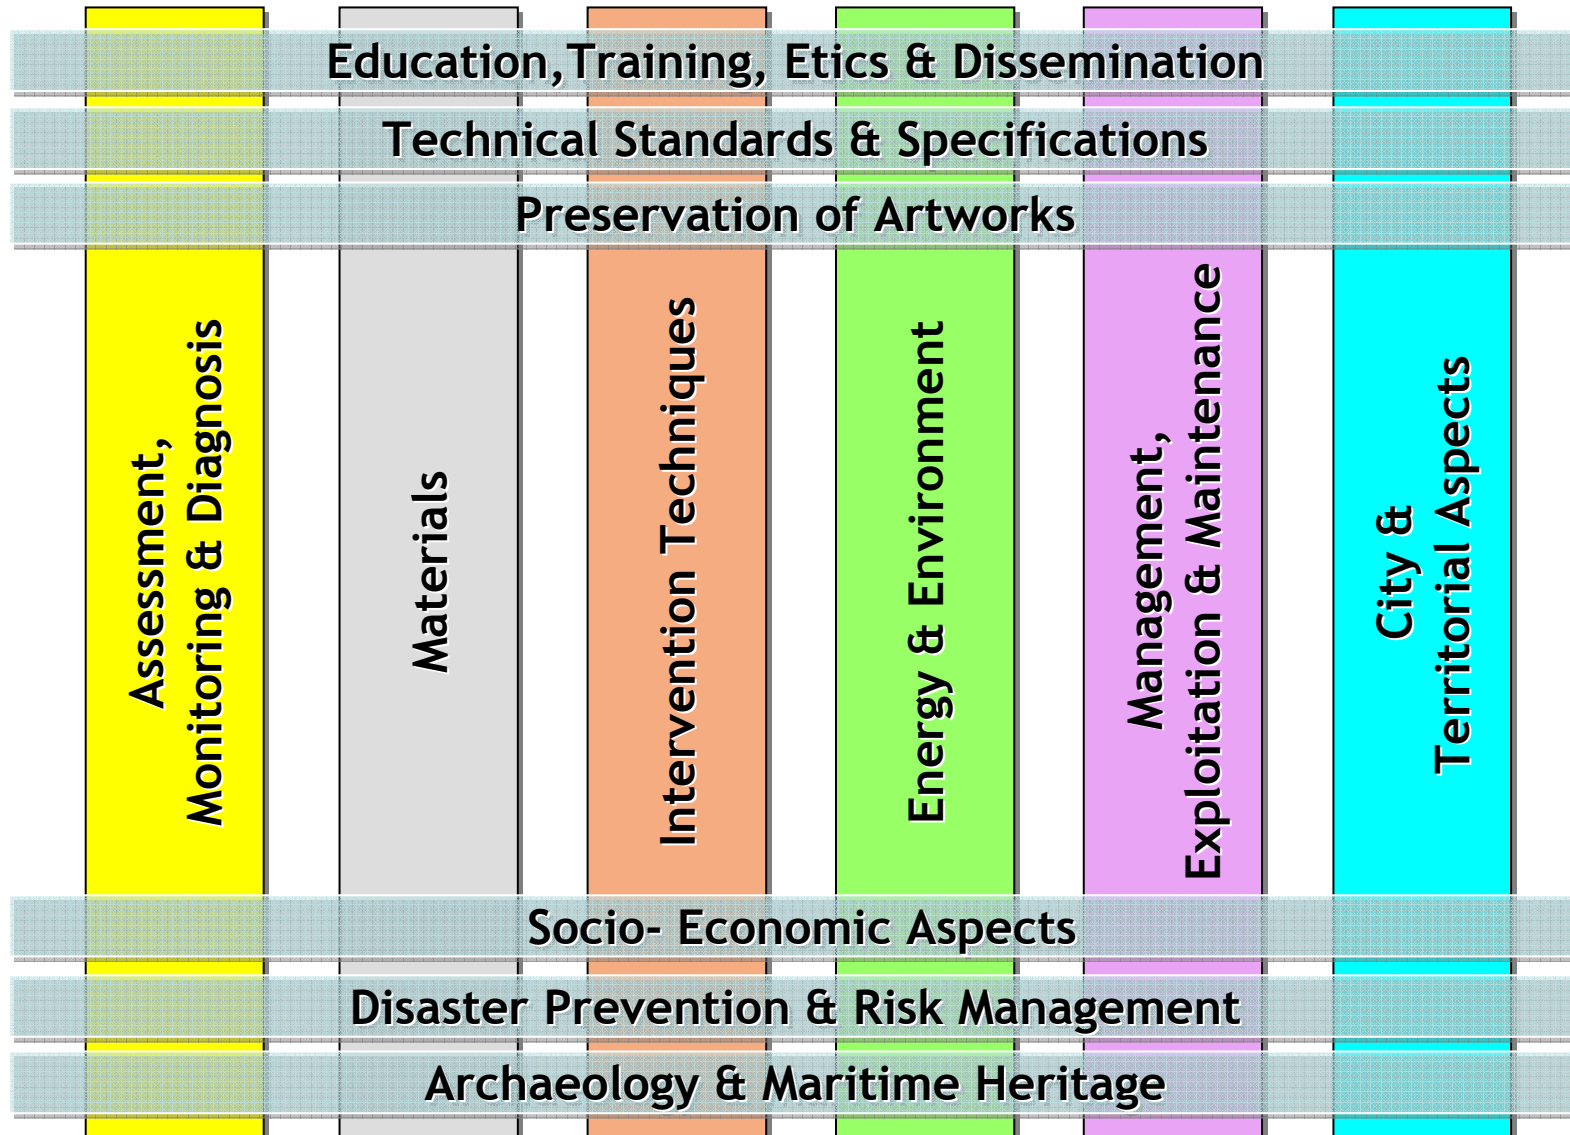 Education,Training, Etics & Dissemination
Technical Standards & Specifications
Preservation of Artworks
Assessment,
Monitoring & Diagnosis
Materials
Intervention Techniques
Energy & Environment
Management,
Exploitation & Maintenance
City &
Territorial Aspects
Socio- Economic Aspects
Disaster Prevention & Risk Management
Archaeology & Maritime Heritage